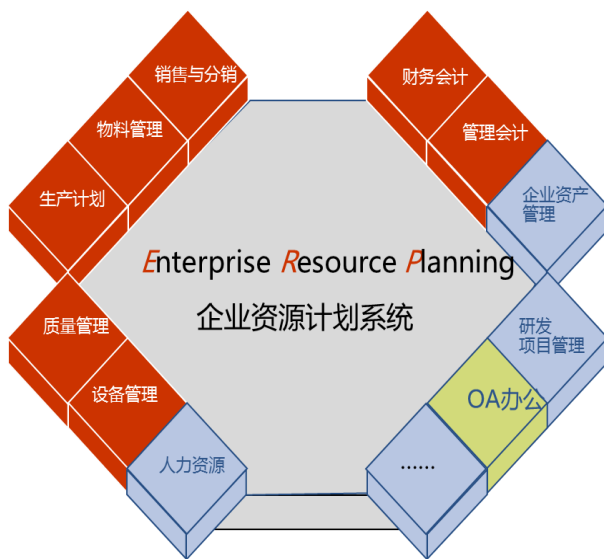 销售与分销
物料管理
生产计划
财务会计
管理会计
企业资产
管理
Enterprise Resource Planning
企业资源计划系统
质量管理
设备管理
人力资源
研发
项目管理
OA办公
......